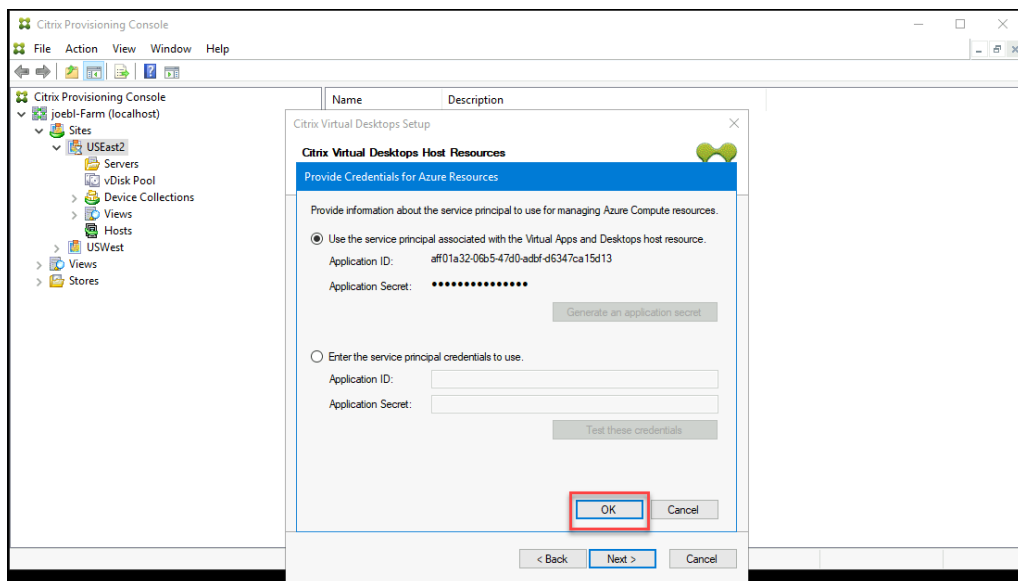 Citrix Provisioning Console
File Action View Window Help
Citrix Provisioning Console
joebl-Farm (localhost)
Sites
USEast2
Servers
vDisk Pool
Device Collections
Views
Hosts
USWest
Views
Stores
Name Description
Citrix Virtual Desktops Setup
Citrix Virtual Desktops Host Resources
Provide Credentials for Azure Resources
Provide information about the service principal to use for managing Azure Compute resources.
Use the service principal associated with the Virtual Apps and Desktops host resource.
Application ID: aff01a32-06b5-47d0-adbf-d6347ca15d13
Application Secret: •••••••••••••••
Generate an application secret
Enter the service principal credentials to use.
Application ID:
Application Secret:
Test these credentials
OK Cancel
< Back Next > Cancel